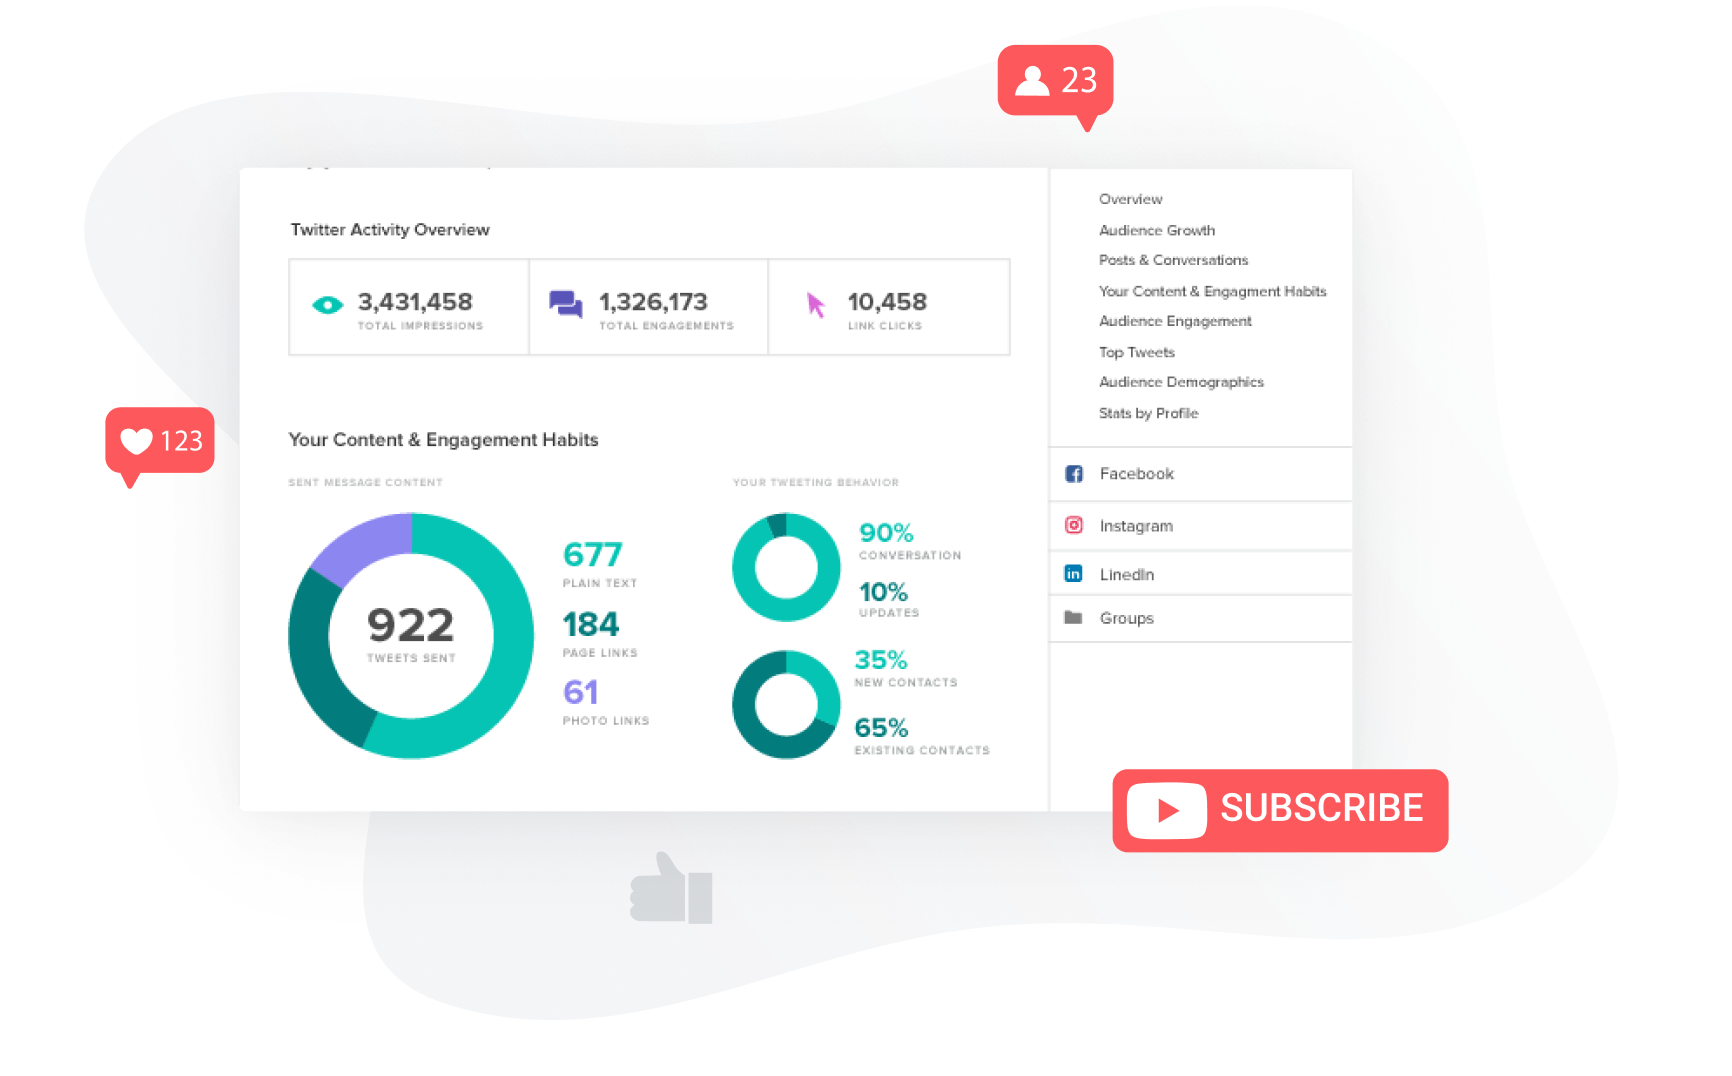 23
Twitter Activity Overview
3,431,458
TOTAL IMPRESSIONS
1,326,173
TOTAL ENGAGEMENTS
10,458
LINK CLICKS
123
Your Content & Engagement Habits
SENT MESSAGE CONTENT
922
TWEETS SENT
677
PLAIN TEXT
184
PAGE LINKS
61
PHOTO LINKS
YOUR TWEETING BEHAVIOR
90%
CONVERSATION
10%
UPDATES
35%
NEW CONTACTS
65%
EXISTING CONTACTS
Overview
Audience Growth
Posts & Conversations
Your Content & Engagment Habits
Audience Engagement
Top Tweets
Audience Demographics
Stats by Profile
Facebook
Instagram
in
LinedIn
Groups
SUBSCRIBE